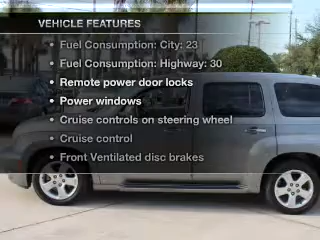 VEHICLE FEATURES
• Fuel Consumption: City: 23
• Fuel Consumption: Highway: 30
• Remote power door locks
• Power windows
• Cruise controls on steering wheel
• Cruise control
• Front Ventilated disc brakes